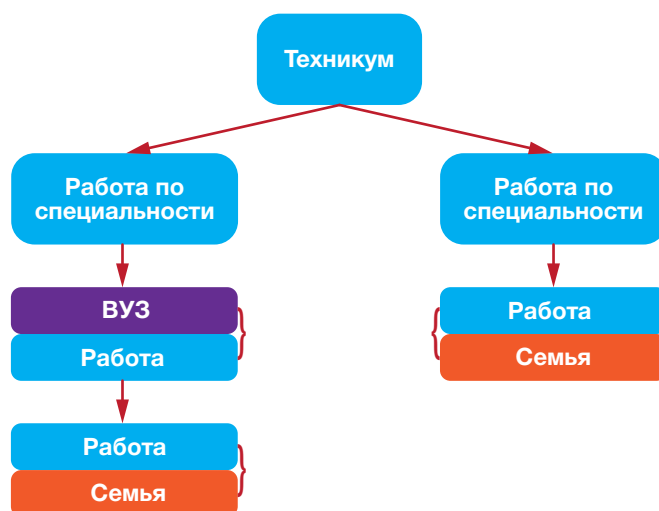 Техникум
Работа по
специальности
Работа по
специальности
ВУЗ
Работа
Работа
Семья
Работа
Семья